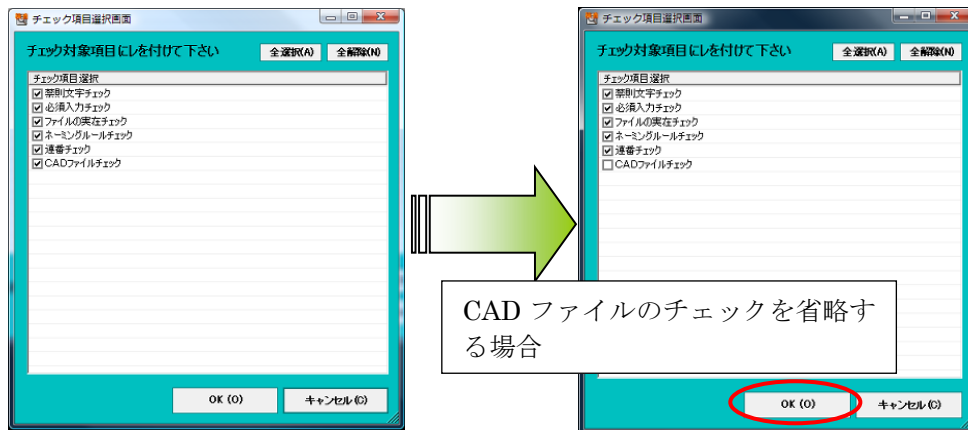 チェック項目選択画面
チェック対象項目にレを付けて下さい
全選択(A)
全解除(N)
チェック項目選択
禁則文字チェック
必須入力チェック
ファイルの実在チェック
ネーミングルールチェック
連番チェック
CADファイルチェック
OK (O)
キャンセル(C)
チェック項目選択画面
チェック対象項目にレを付けて下さい
全選択(A)
全解除(N)
チェック項目選択
禁則文字チェック
必須入力チェック
ファイルの実在チェック
ネーミングルールチェック
連番チェック
CADファイルチェック
CAD ファイルのチェックを省略す
る場合
OK (O)
キャンセル(C)